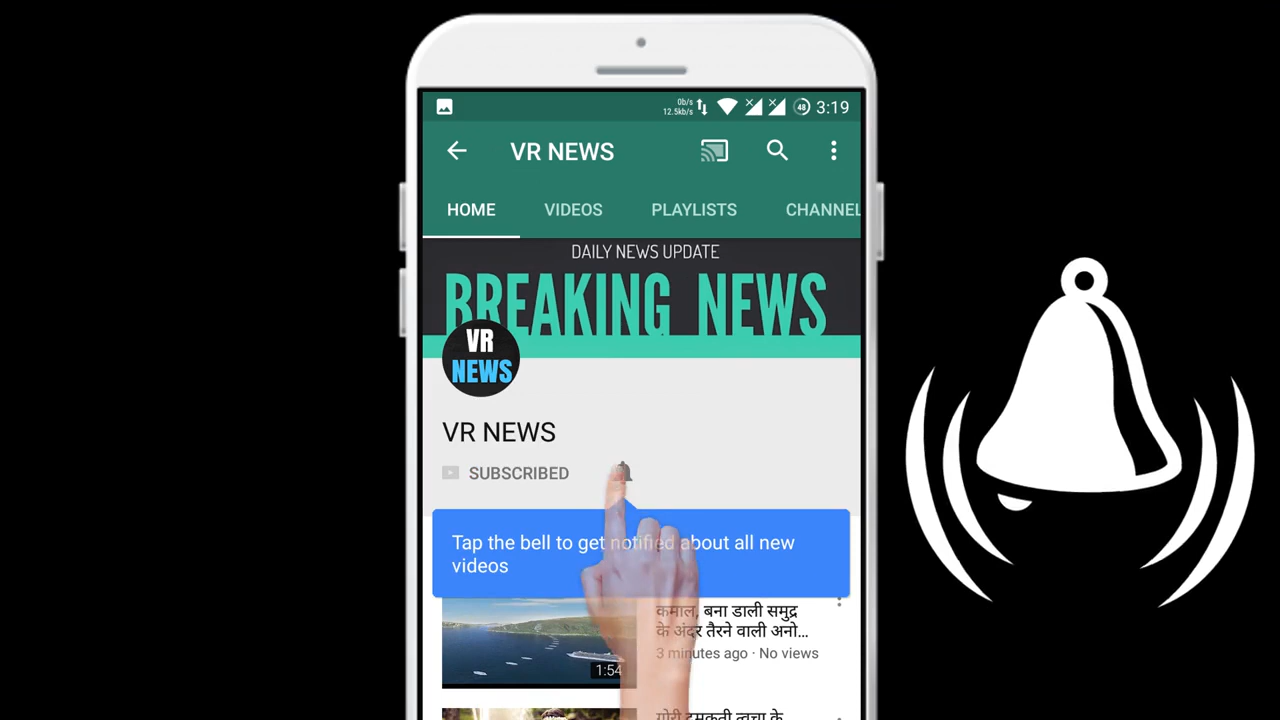 0b/s
12.5kb/s
48
3:19
VR NEWS
HOME VIDEOS PLAYLISTS CHANNEL
DAILY NEWS UPDATE
BREAKING NEWS
VR
NEWS
VR NEWS
SUBSCRIBED
Tap the bell to get notified about all new
videos
कमाल, बना डाली समुद्र
के अंदर तैरने वाली अनो...
3 minutes ago · No views
1:54
गोरी दमकती त्वचा के